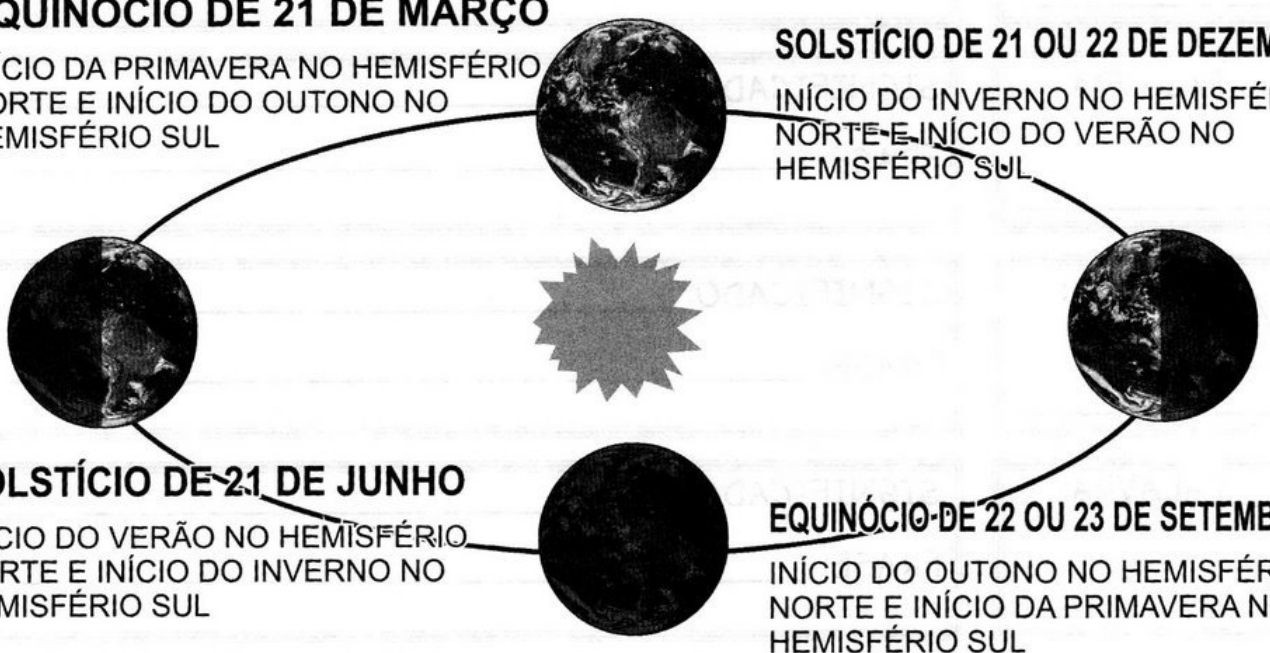 QUINÓCIO DE 21 DE MARÇO
CIO DA PRIMAVERA NO HEMISFÉRIO
ORTE E INÍCIO DO OUTONO NO
EMISFÉRIO SUL
SOLSTÍCIO DE 21 OU 22 DE DEZEM
INÍCIO DO INVERNO NO HEMISFÉ
NORTE E INÍCIO DO VERÃO NO
HEMISFÉRIO SUL
OLSTÍCIO DE 21 DE JUNHO
CIO DO VERÃO NO HEMISFÉRIO
RTE E INÍCIO DO INVERNO NO
MISFÉRIO SUL
EQUINÓCIO DE 22 OU 23 DE SETEMB
INÍCIO DO OUTONO NO HEMISFÉR
NORTE E INÍCIO DA PRIMAVERA N
HEMISFÉRIO SUL